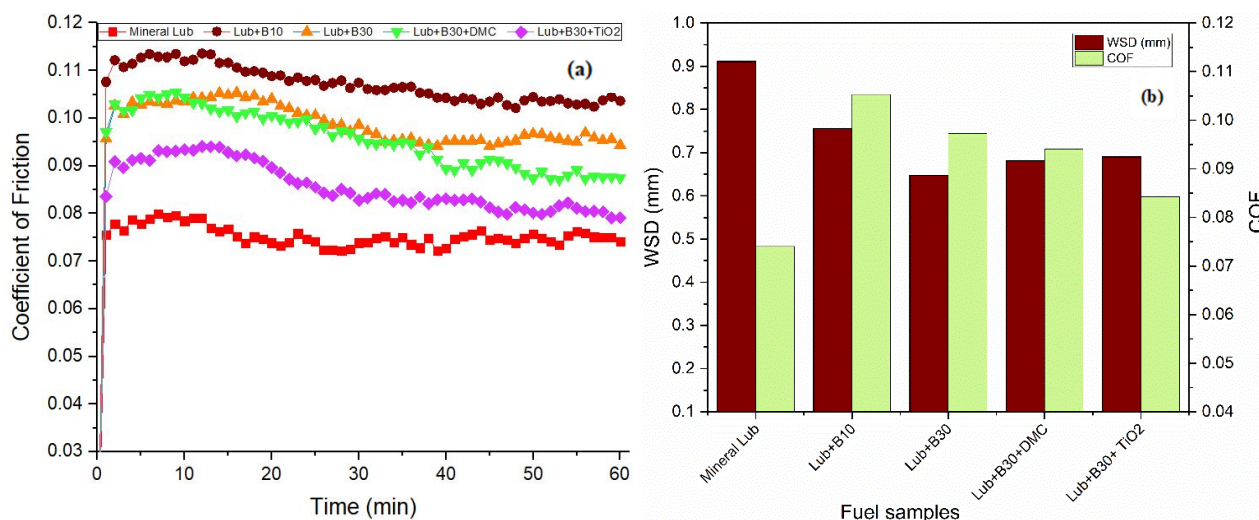 Mineral Lub Lub+B10 Lub+B30 Lub+B30+DMC Lub+B30+TiO2
(a)
Coefficient of Friction
0.12
0.11
0.10
0.09
0.08
0.07
0.06
0.05
0.04
0.03
0 10 20 30 40 50 60
Time (min)
WSD (mm)
COF
(b)
WSD (mm)
1.0
0.9
0.8
0.7
0.6
0.5
0.4
0.3
0.2
0.1
0.12
0.11
0.10
0.09
0.08
0.07
0.06
0.05
0.04
COF
Mineral Lub
Lub+B10
Lub+B30
Lub+B30+DMC
Lub+B30+ TiO2
Fuel samples